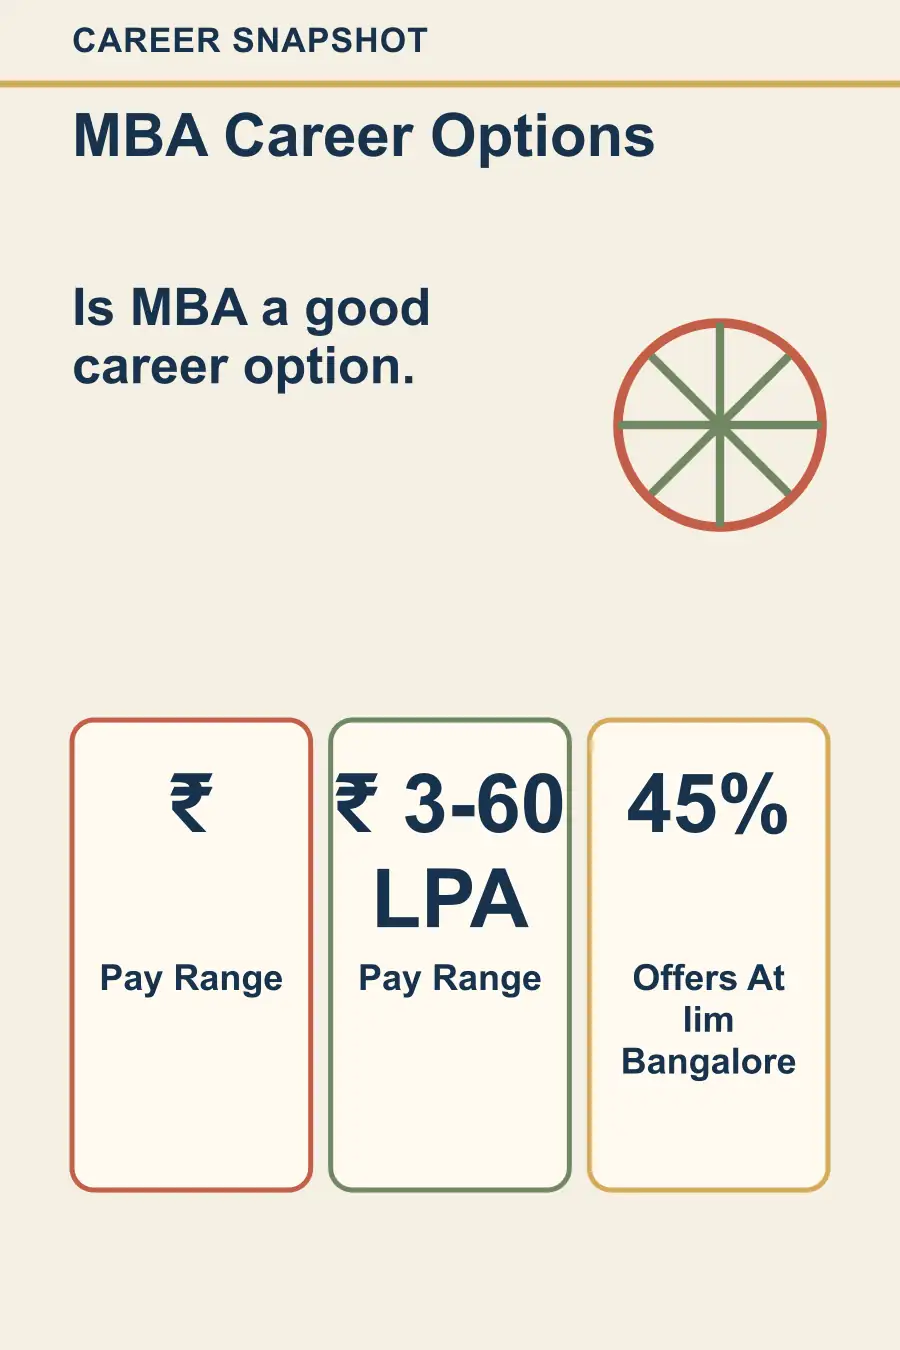 CAREER SNAPSHOT
MBA Career Options
Is MBA a good
career option.
₹
Pay Range
₹ 3-60
LPA
Pay Range
45%
Offers At
Iim
Bangalore